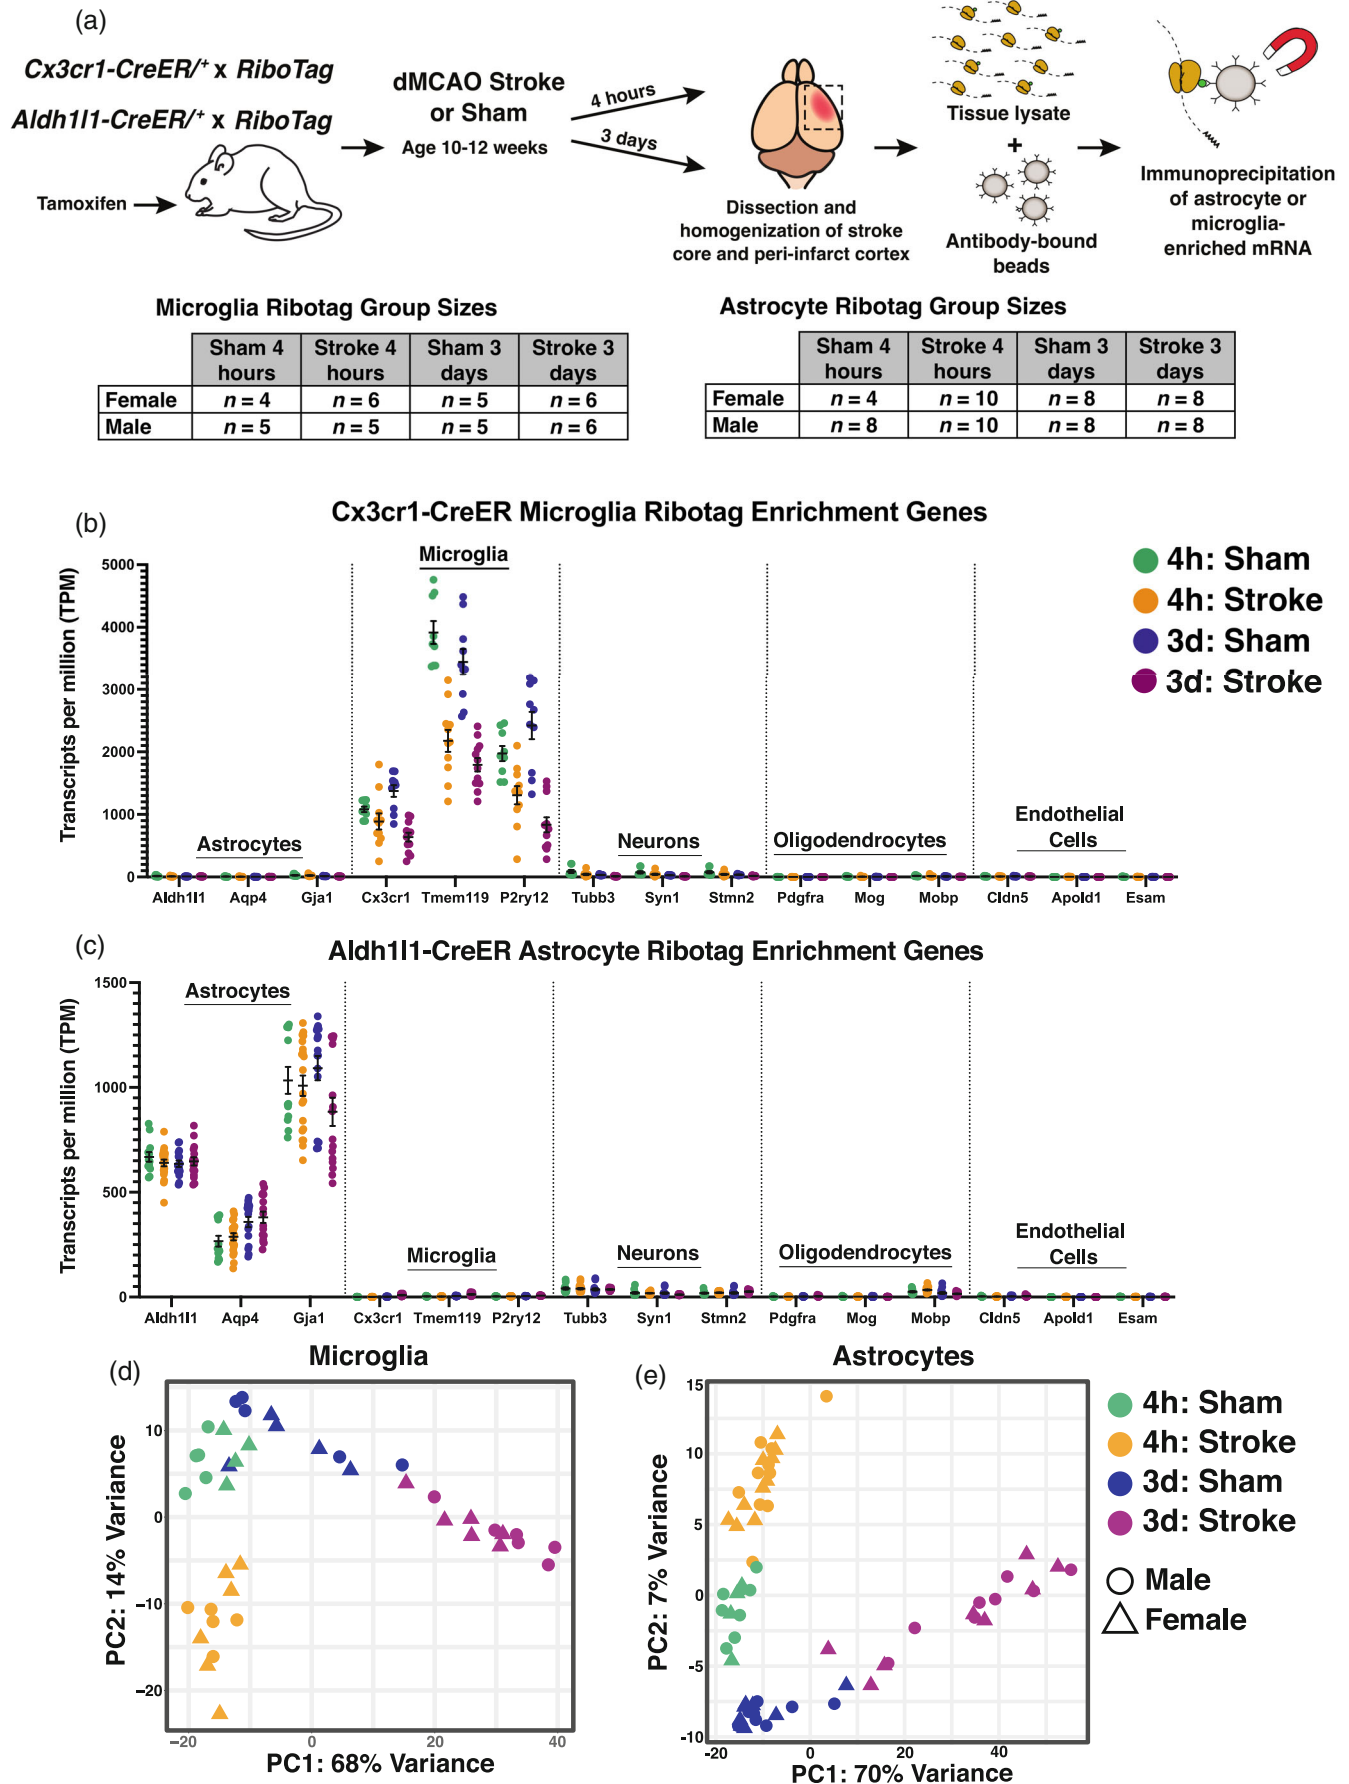 (a)
Cx3cr1-CreER/+ x RiboTag
Aldh1l1-CreER/+ x RiboTag
Tamoxifen
dMCAO Stroke
or Sham
Age 10-12 weeks
4 hours
3 days
Dissection and
homogenization of stroke
core and peri-infarct cortex
Tissue lysate
+
Antibody-bound
beads
Immunoprecipitation
of astrocyte or
microglia-
enriched mRNA
Microglia Ribotag Group Sizes
Sham 4 hours Stroke 4 hours Sham 3 days Stroke 3 days
Female n = 4 n = 6 n = 5 n = 6
Male n = 5 n = 5 n = 5 n = 6
Astrocyte Ribotag Group Sizes
Sham 4 hours Stroke 4 hours Sham 3 days Stroke 3 days
Female n = 4 n = 10 n = 8 n = 8
Male n = 8 n = 10 n = 8 n = 8
(b)
Cx3cr1-CreER Microglia Ribotag Enrichment Genes
Transcripts per million (TPM)
5000
4000
3000
2000
1000
0
Astrocytes
Microglia
Neurons
Oligodendrocytes
Endothelial
Cells
Aldh1l1 Aqp4 Gja1 Cx3cr1 Tmem119 P2ry12 Tubb3 Syn1 Stmn2 Pdgfra Mog Mobp Cldn5 Apold1 Esam
4h: Sham
4h: Stroke
3d: Sham
3d: Stroke
(c)
Aldh1l1-CreER Astrocyte Ribotag Enrichment Genes
Transcripts per million (TPM)
1500
1000
500
0
Astrocytes
Microglia
Neurons
Oligodendrocytes
Endothelial
Cells
Aldh1l1 Aqp4 Gja1 Cx3cr1 Tmem119 P2ry12 Tubb3 Syn1 Stmn2 Pdgfra Mog Mobp Cldn5 Apold1 Esam
(d)
Microglia
PC2: 14% Variance
10
0
−10
−20
−20 0 20 40
PC1: 68% Variance
(e)
Astrocytes
PC2: 7% Variance
15
10
5
0
-5
-10
-20 0 20 40
PC1: 70% Variance
4h: Sham
4h: Stroke
3d: Sham
3d: Stroke
Male
Female